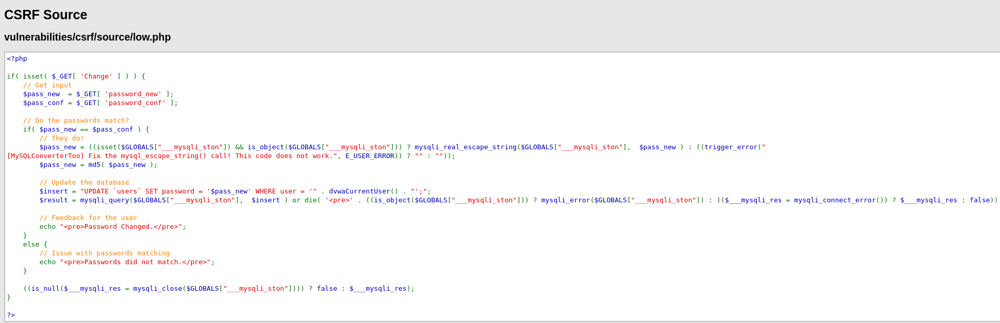 CSRF Source
vulnerabilities/csrf/source/low.php
<?php
if( isset( $_GET[ 'Change' ] ) ) {
    // Get input
    $pass_new  = $_GET[ 'password_new' ];
    $pass_conf = $_GET[ 'password_conf' ];
    // Do the passwords match?
    if( $pass_new == $pass_conf ) {
        // They do!
        $pass_new = ((isset($GLOBALS["___mysqli_ston"]) && is_object($GLOBALS["___mysqli_ston"])) ? mysqli_real_escape_string($GLOBALS["___mysqli_ston"],  $pass_new ) : ((trigger_error("
[MySQLConverterToo] Fix the mysql_escape_string() call! This code does not work.", E_USER_ERROR)) ? "" : ""));
        $pass_new = md5( $pass_new );
        // Update the database
        $insert = "UPDATE `users` SET password = '$pass_new' WHERE user = '" . dvwaCurrentUser() . "';";
        $result = mysqli_query($GLOBALS["___mysqli_ston"],  $insert ) or die( '<pre>' . ((is_object($GLOBALS["___mysqli_ston"])) ? mysqli_error($GLOBALS["___mysqli_ston"]) : (($___mysqli_res = mysqli_connect_error()) ? $___mysqli_res : false))
        // Feedback for the user
        echo "<pre>Password Changed.</pre>";
    }
    else {
        // Issue with passwords matching
        echo "<pre>Passwords did not match.</pre>";
    }
    ((is_null($___mysqli_res = mysqli_close($GLOBALS["___mysqli_ston"]))) ? false : $___mysqli_res);
}
?>